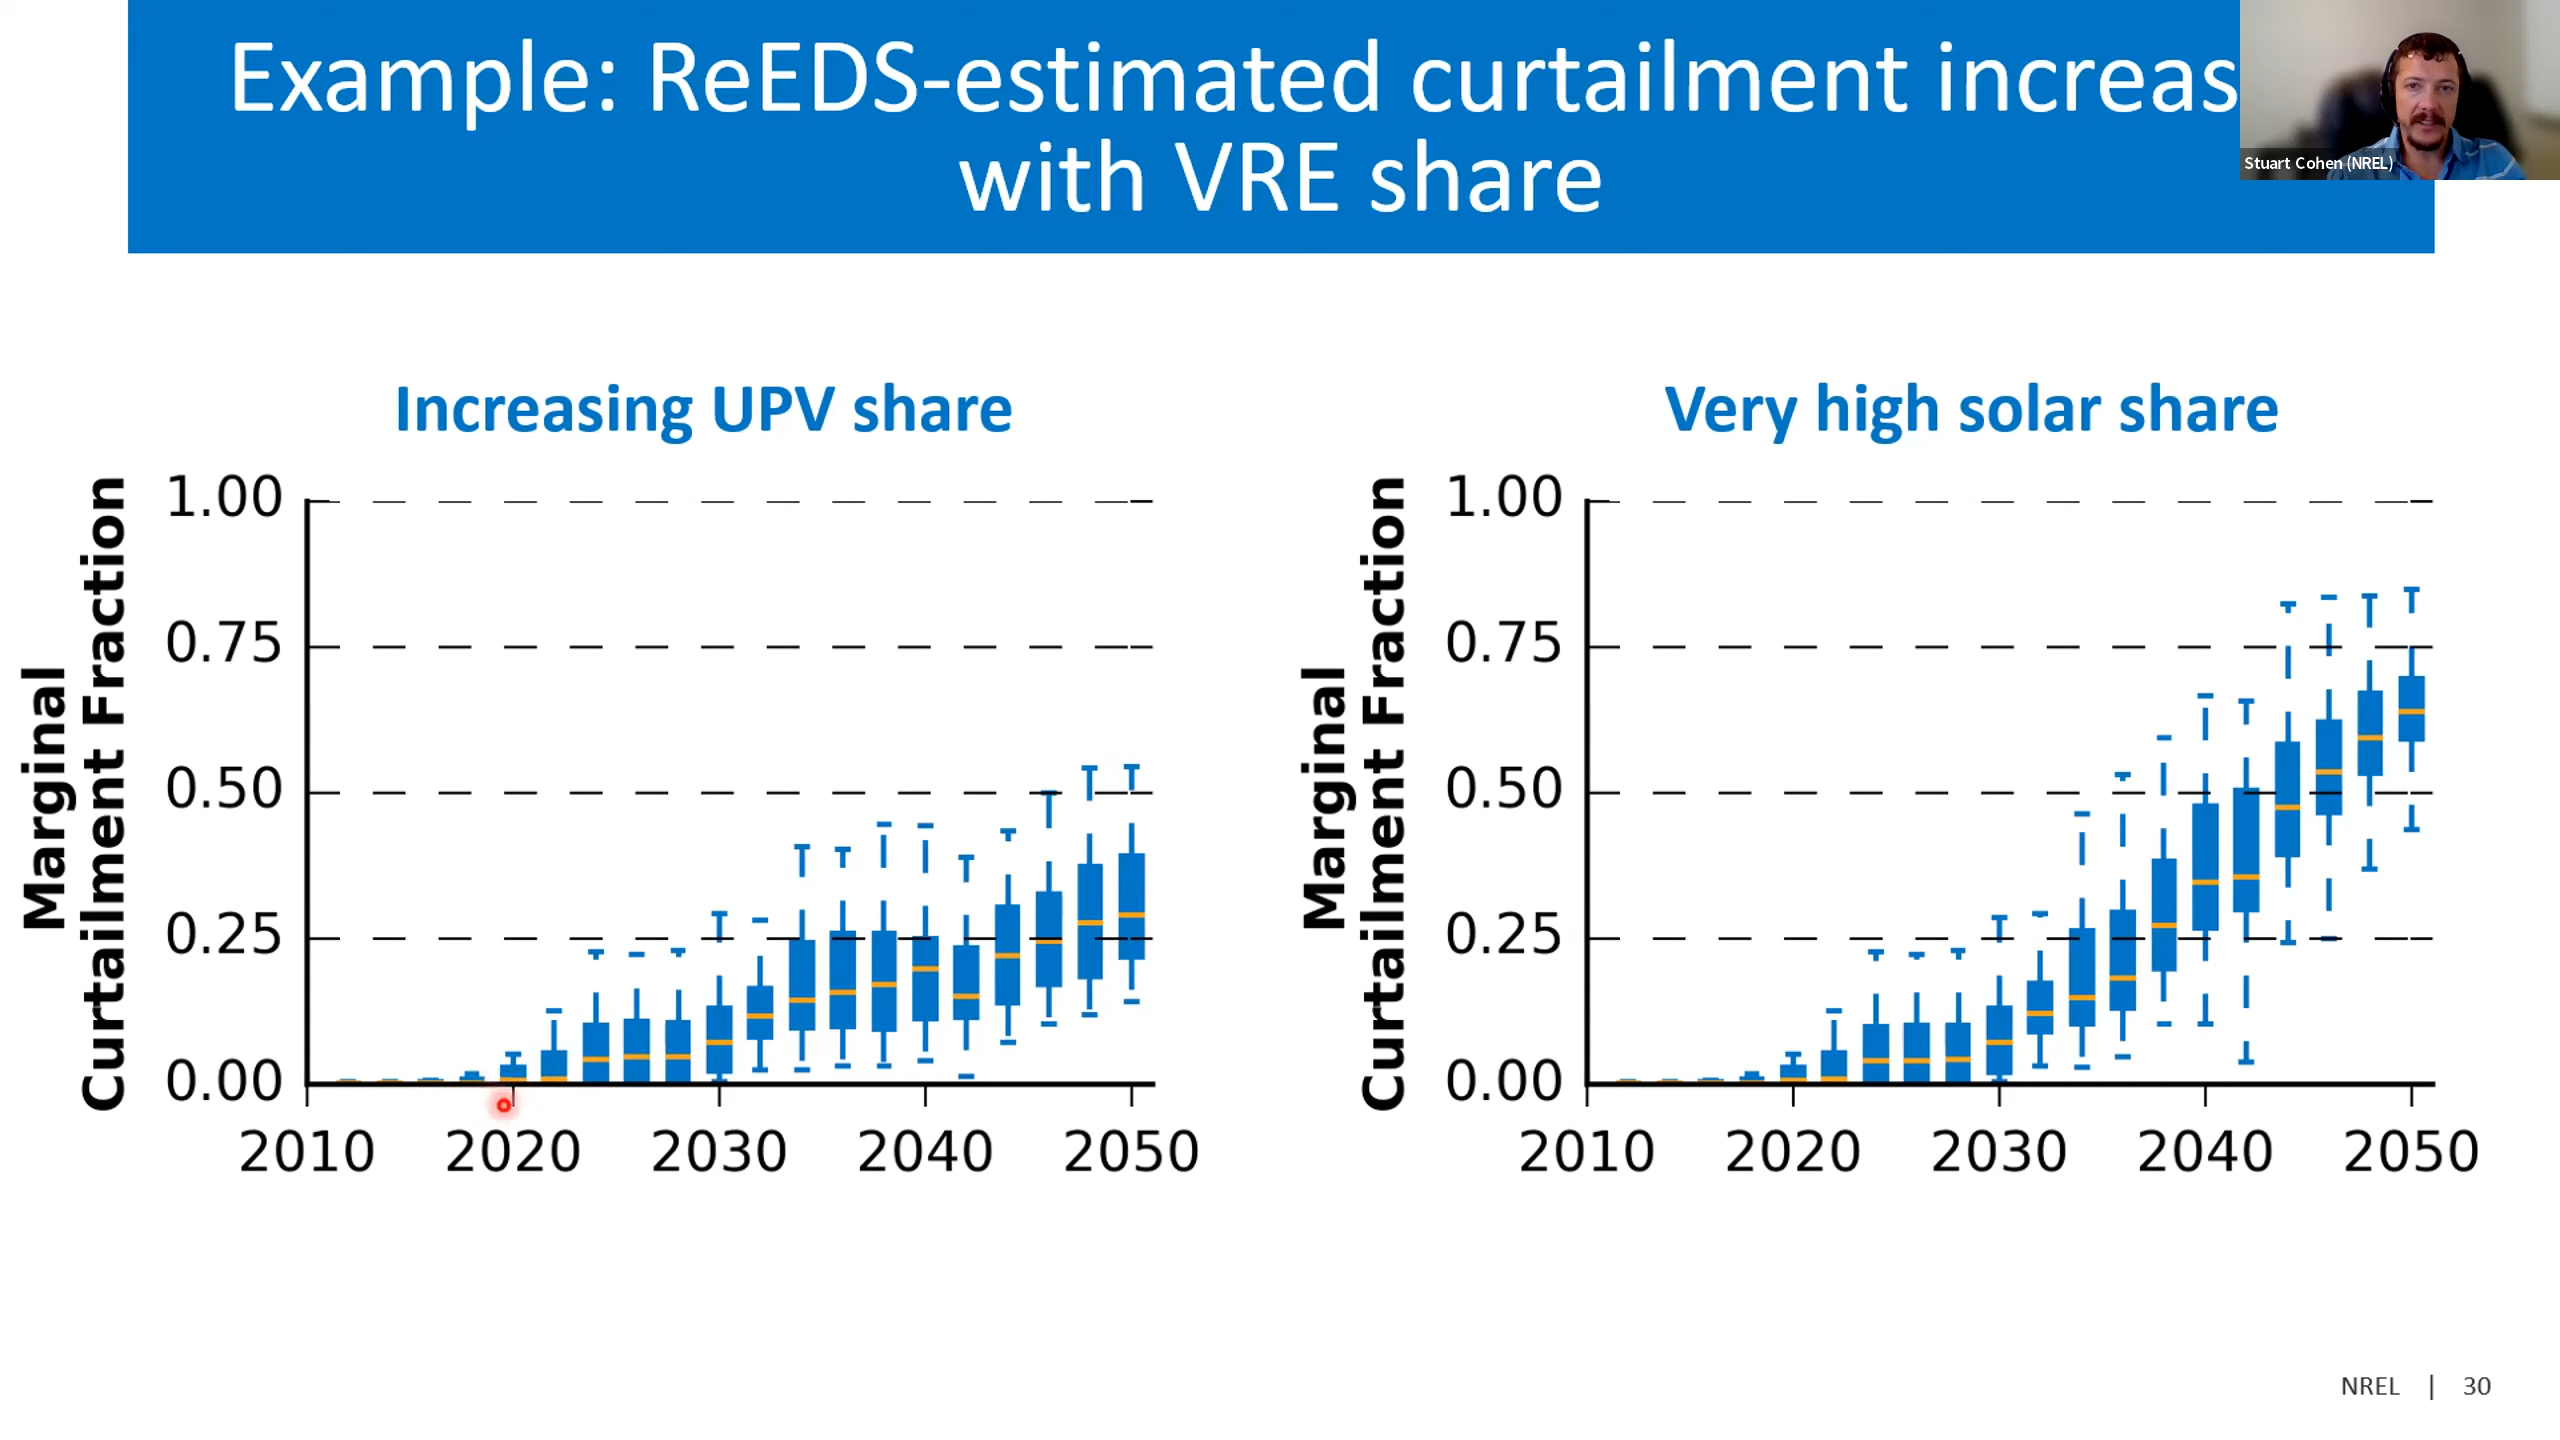 Example: ReEDS-estimated curtailment increas
with VRE share
Stuart Cohen (NREL)
Increasing UPV share
Marginal
Curtailment Fraction
1.00
0.75
0.50
0.25
0.00
2010 2020 2030 2040 2050
Very high solar share
Marginal
Curtailment Fraction
1.00
0.75
0.50
0.25
0.00
2010 2020 2030 2040 2050
NREL | 30